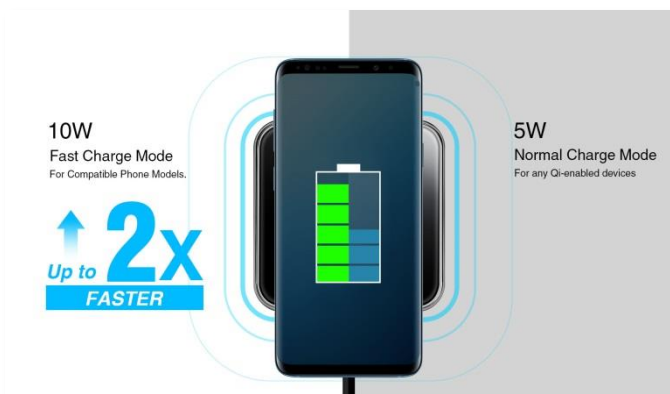 10W
Fast Charge Mode
For Compatible Phone Models.
Up to 2x
FASTER
5W
Normal Charge Mode
For any Qi-enabled devices